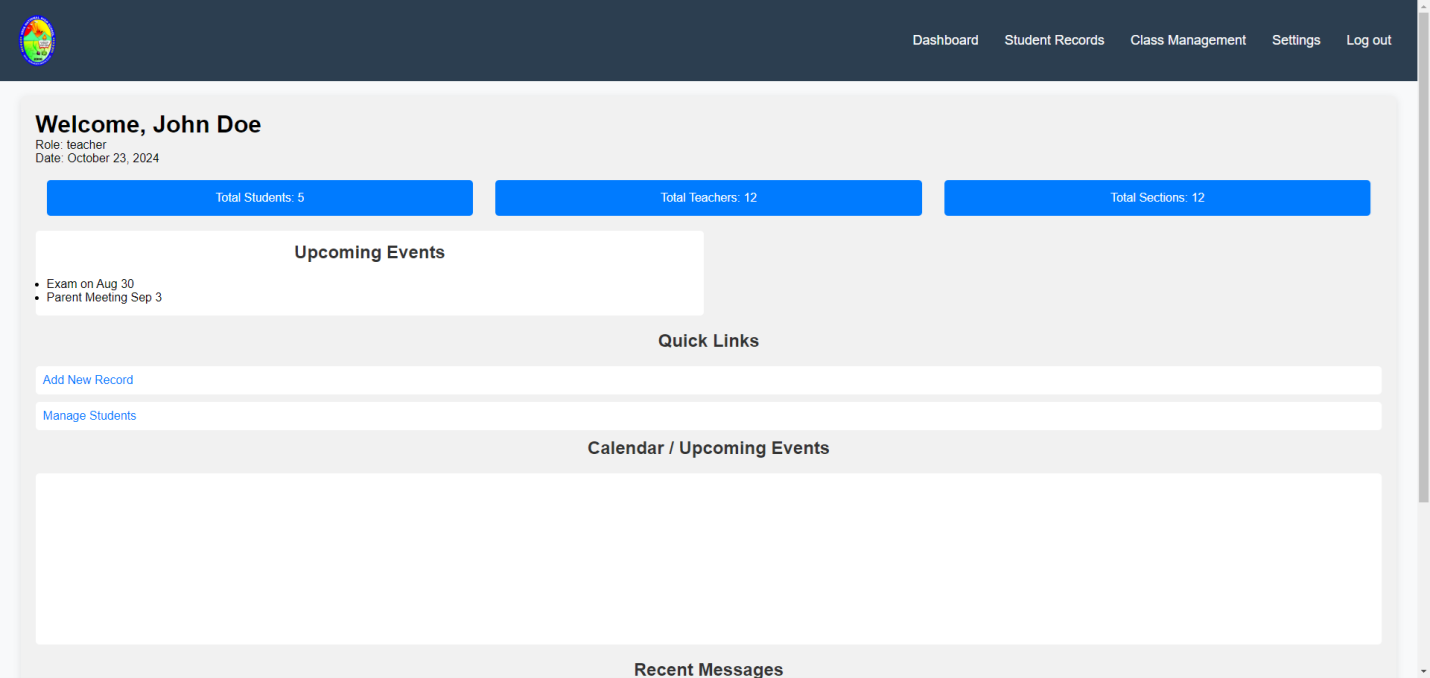 Dashboard Student Records Class Management Settings Log out
Welcome, John Doe
Role: teacher
Date: October 23, 2024
Total Students: 5
Total Teachers: 12
Total Sections: 12
Upcoming Events
Exam on Aug 30
Parent Meeting Sep 3
Quick Links
Add New Record
Manage Students
Calendar / Upcoming Events
Recent Messages